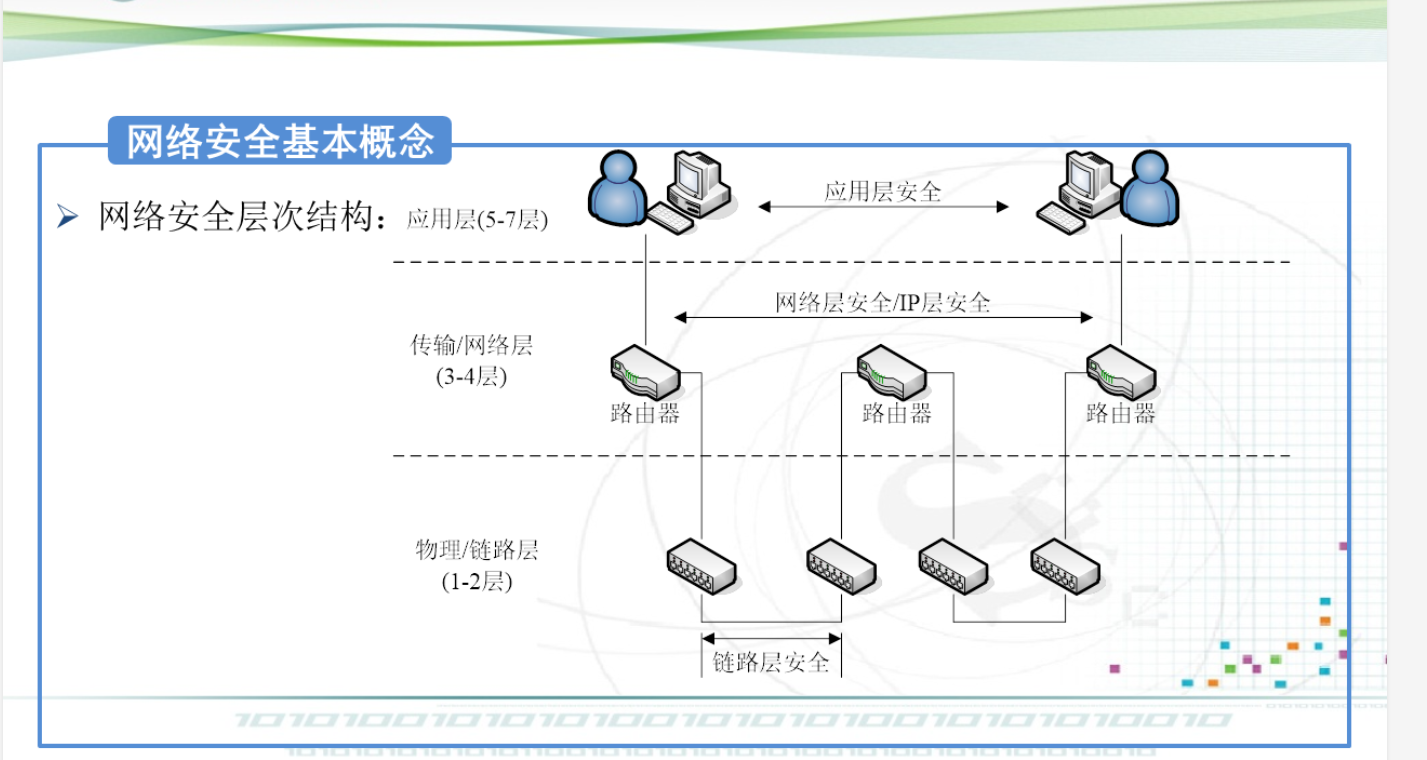 网络安全基本概念
网络安全层次结构：
应用层(5-7层)
应用层安全
网络层安全/IP层安全
传输/网络层
(3-4层)
路由器
路由器
路由器
物理/链路层
(1-2层)
链路层安全